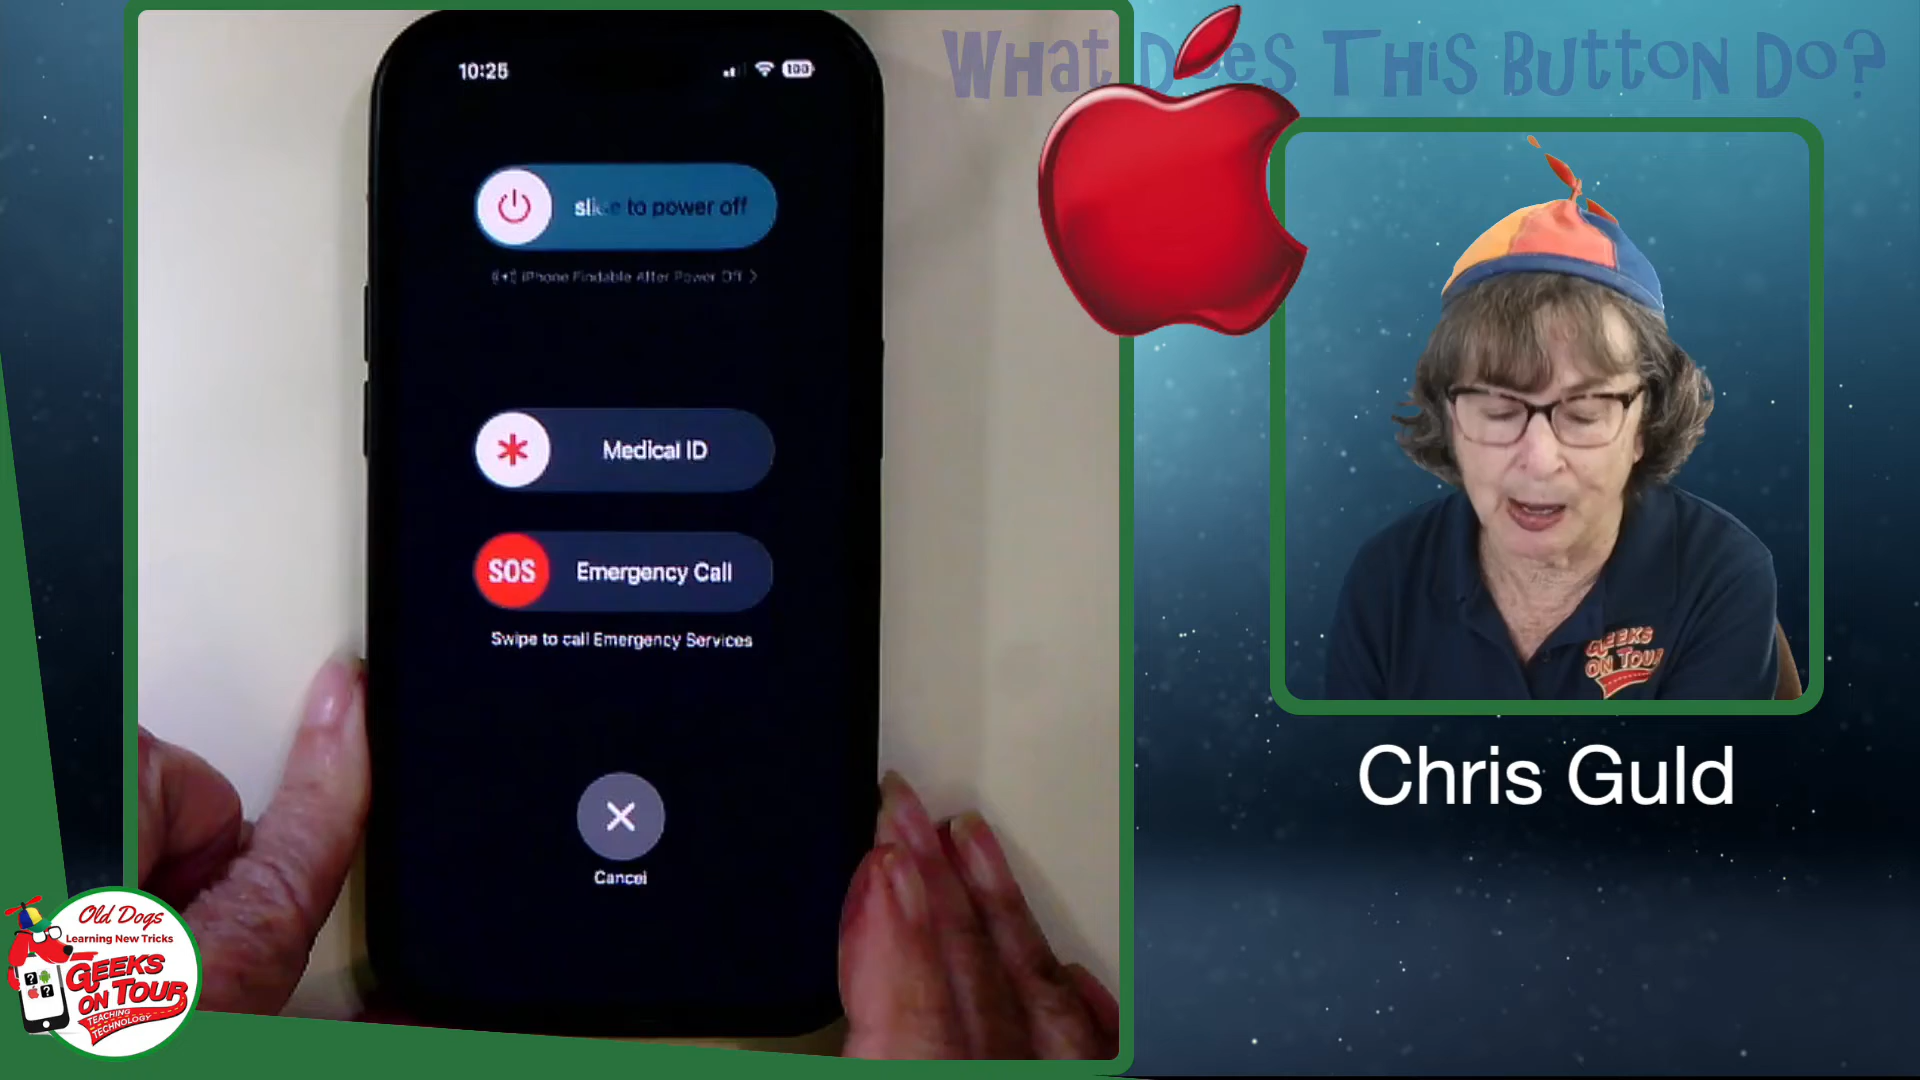 What Does This Button Do?
10:25
100
slide to power off
iPhone Findable After Power Off >
Medical ID
SOS
Emergency Call
Swipe to call Emergency Services
Cancel
GEEKS
ON TOUR
Chris Guld
Old Dogs
Learning New Tricks
GEEKS
ON TOUR
TEACHING
TECHNOLOGY